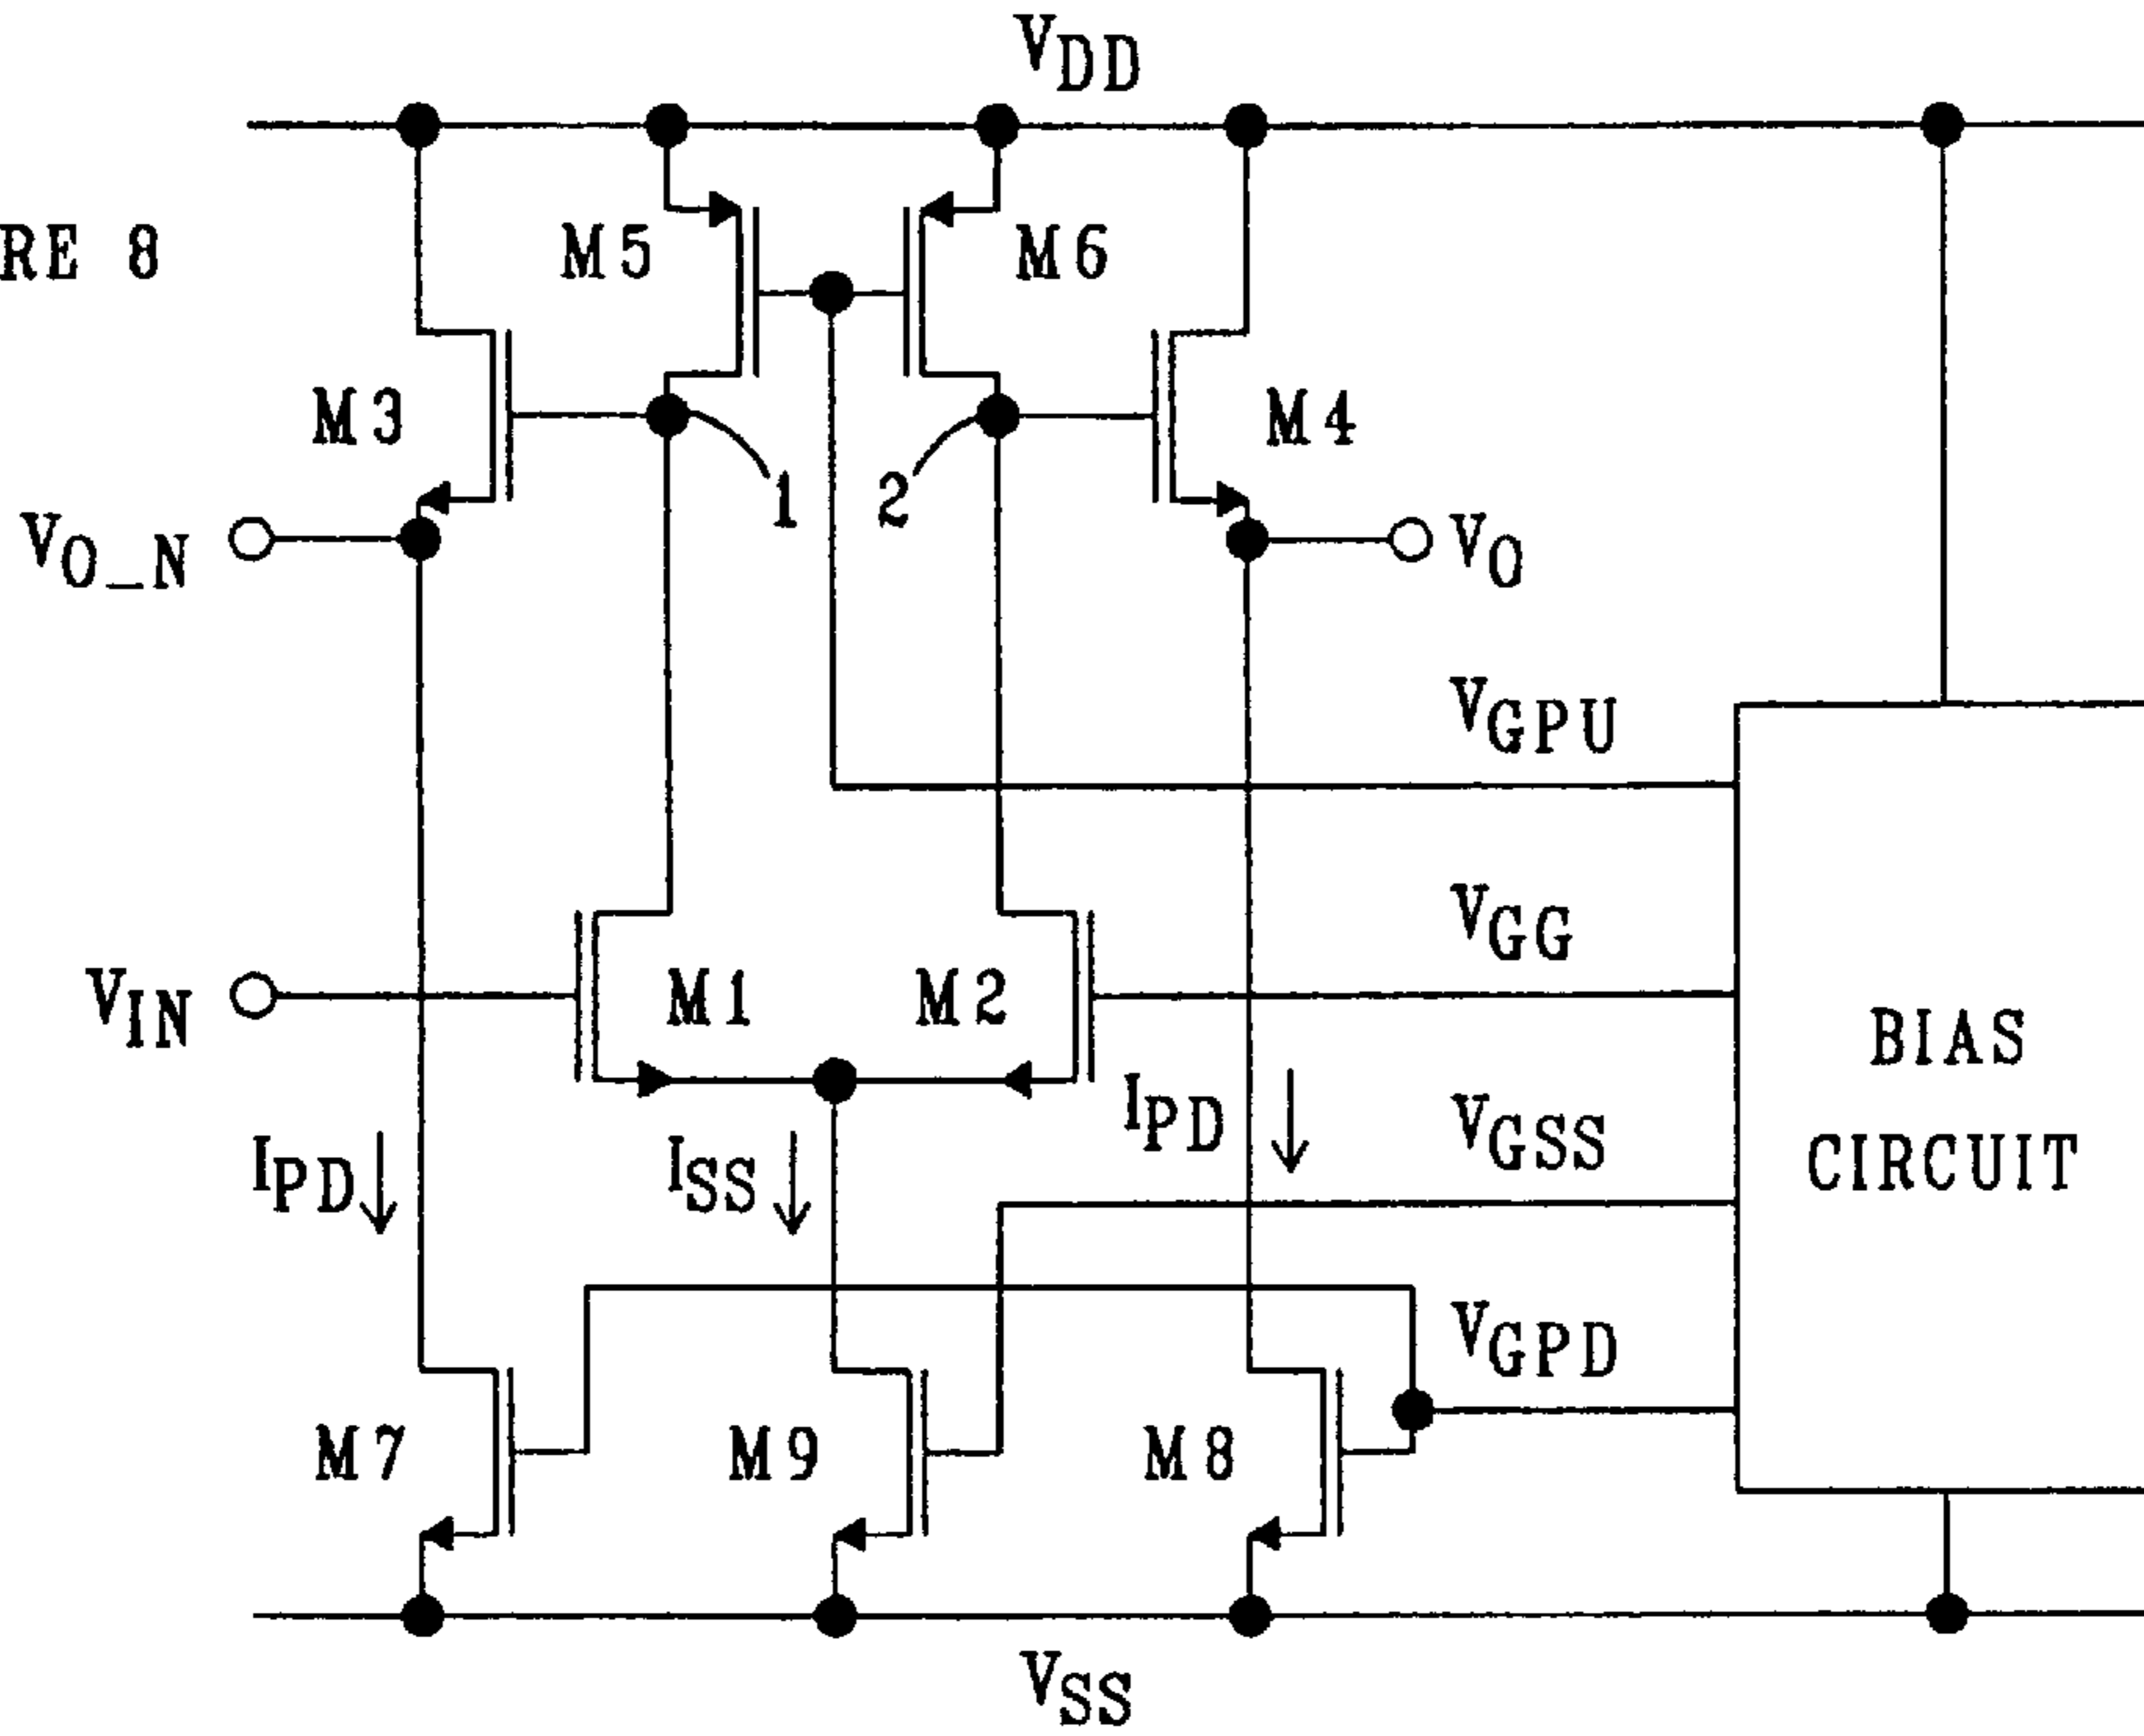 VDD
RE 8
M5
M6
M3
M4
1
2
VO_N
VO
VGPU
VGG
VIN
M1
M2
BIAS
CIRCUIT
IPD
ISS
IPD
VGSS
VGPD
M7
M9
M8
VSS